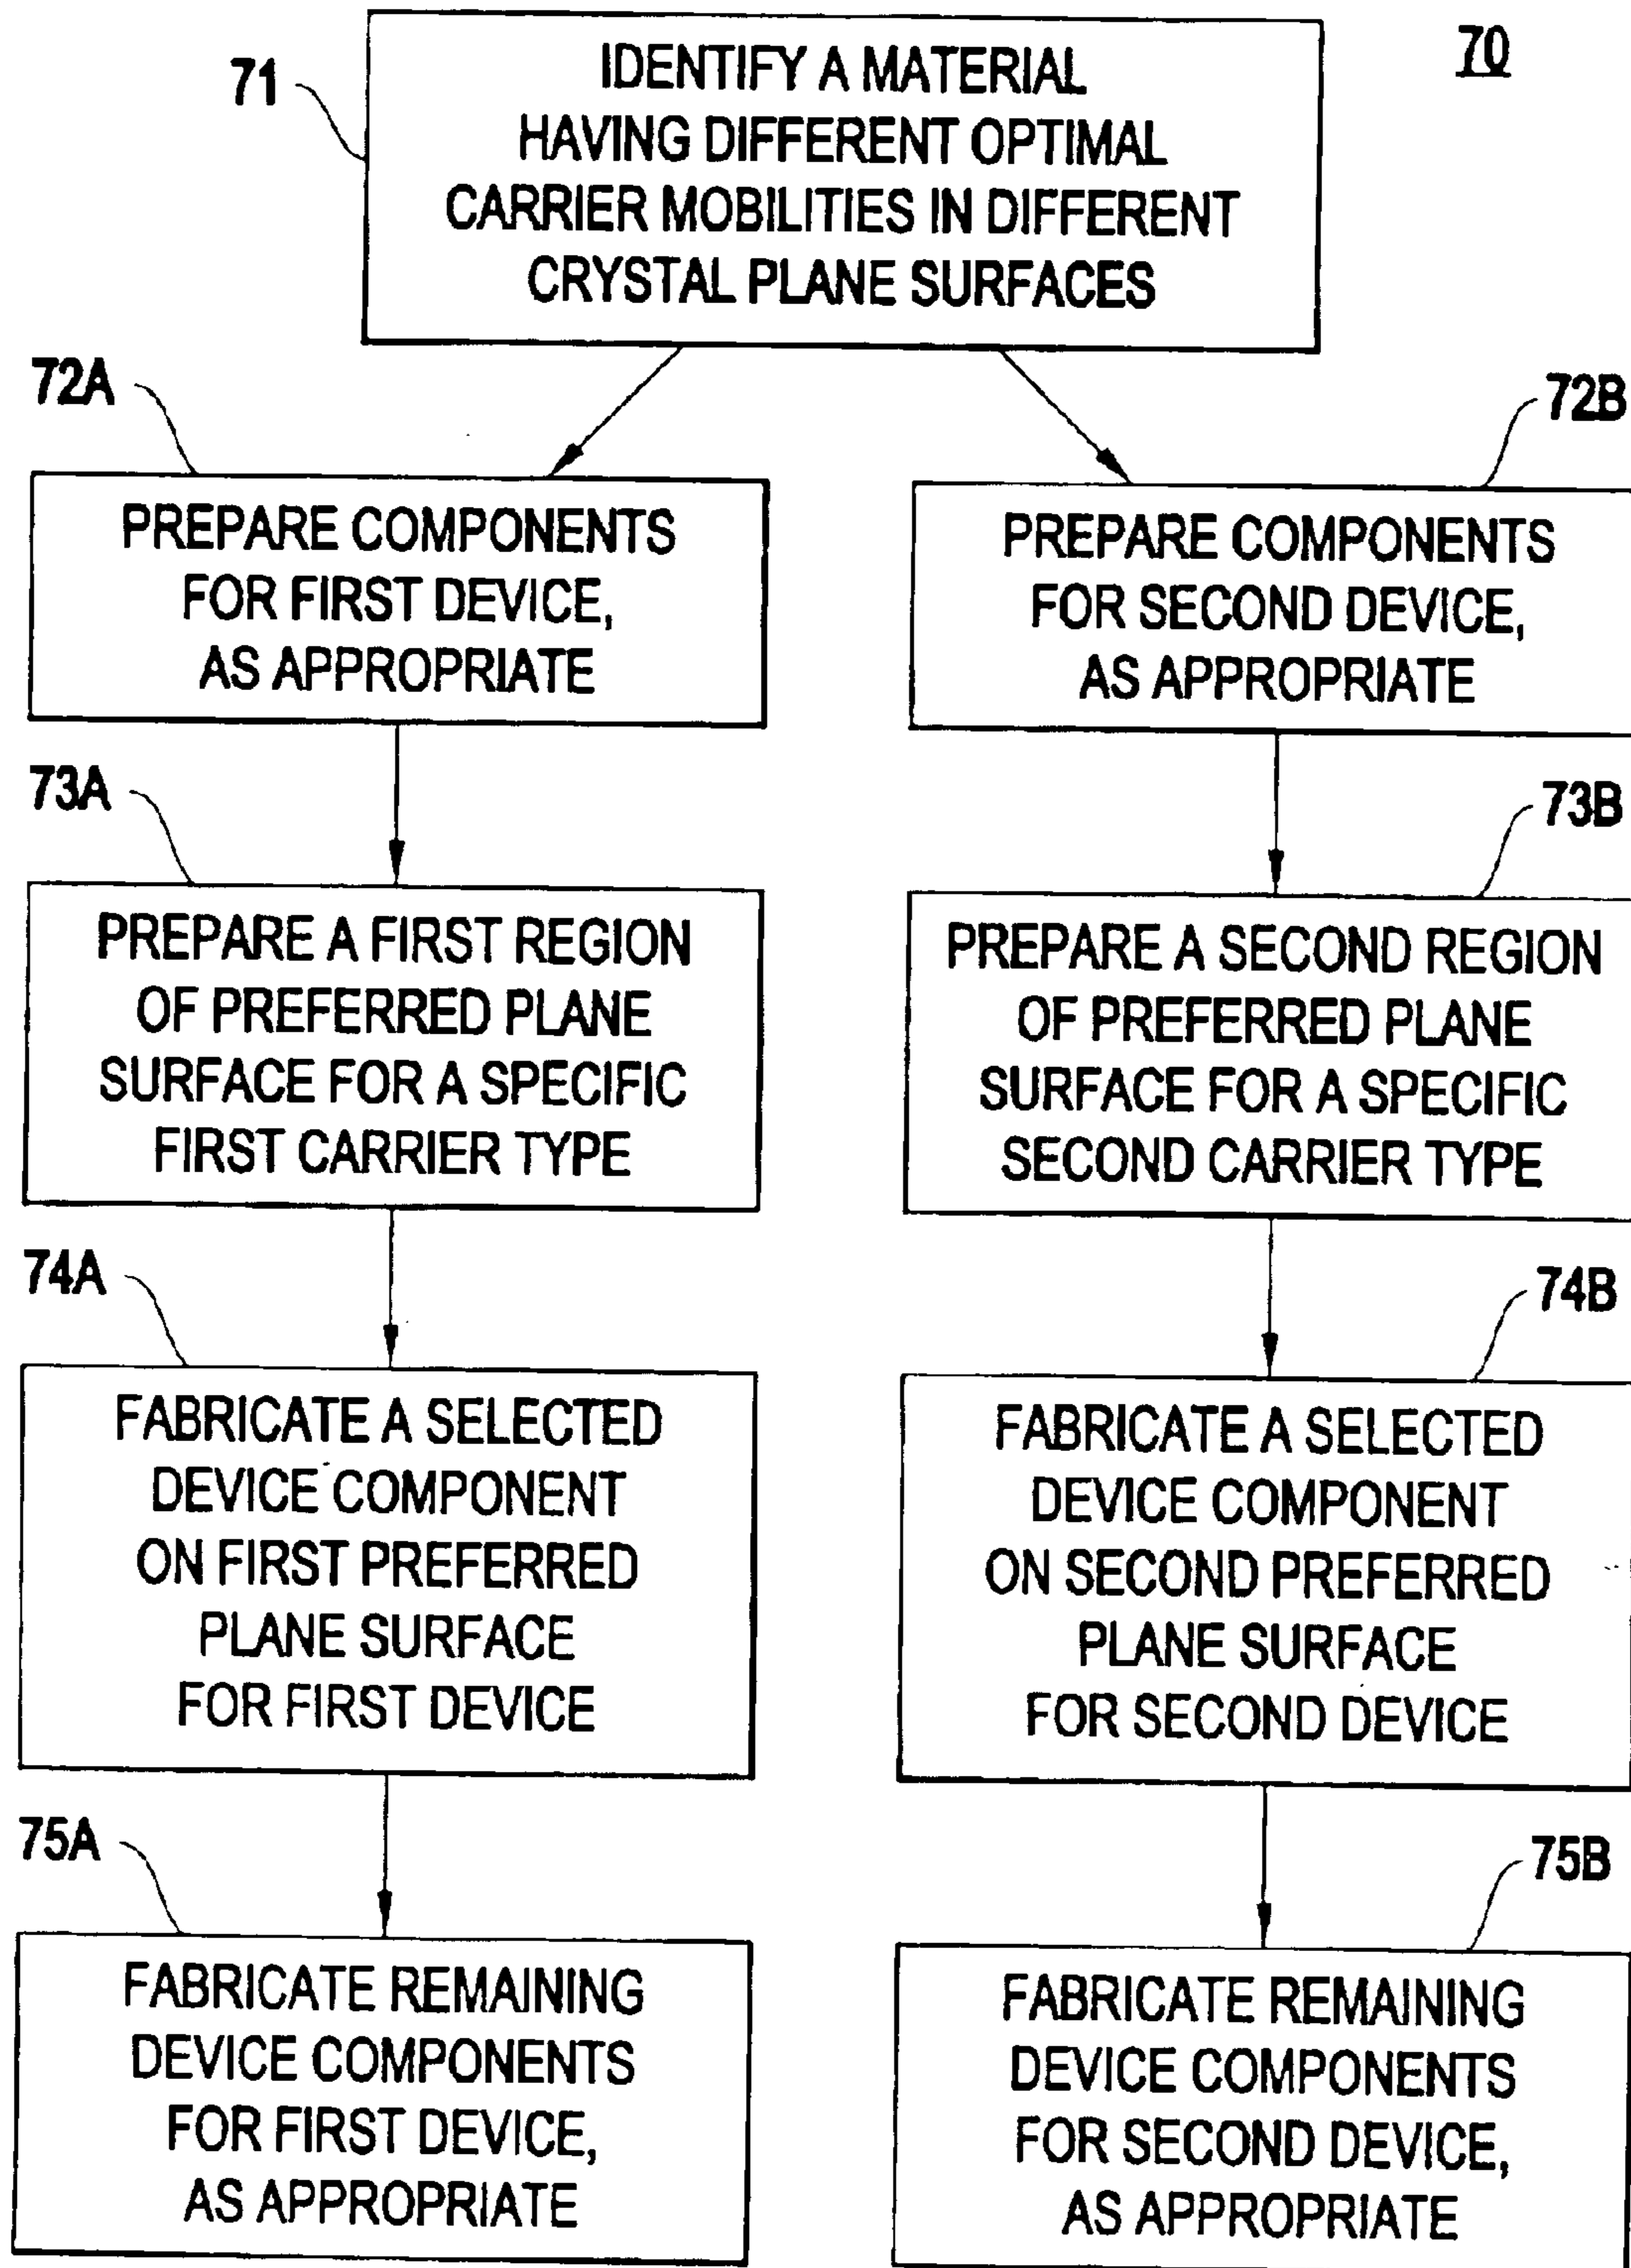 70
71
IDENTIFY A MATERIAL
HAVING DIFFERENT OPTIMAL
CARRIER MOBILITIES IN DIFFERENT
CRYSTAL PLANE SURFACES
72A
PREPARE COMPONENTS
FOR FIRST DEVICE,
AS APPROPRIATE
72B
PREPARE COMPONENTS
FOR SECOND DEVICE,
AS APPROPRIATE
73A
PREPARE A FIRST REGION
OF PREFERRED PLANE
SURFACE FOR A SPECIFIC
FIRST CARRIER TYPE
73B
PREPARE A SECOND REGION
OF PREFERRED PLANE
SURFACE FOR A SPECIFIC
SECOND CARRIER TYPE
74A
FABRICATE A SELECTED
DEVICE COMPONENT
ON FIRST PREFERRED
PLANE SURFACE
FOR FIRST DEVICE
74B
FABRICATE A SELECTED
DEVICE COMPONENT
ON SECOND PREFERRED
PLANE SURFACE
FOR SECOND DEVICE
75A
FABRICATE REMAINING
DEVICE COMPONENTS
FOR FIRST DEVICE,
AS APPROPRIATE
75B
FABRICATE REMAINING
DEVICE COMPONENTS
FOR SECOND DEVICE,
AS APPROPRIATE